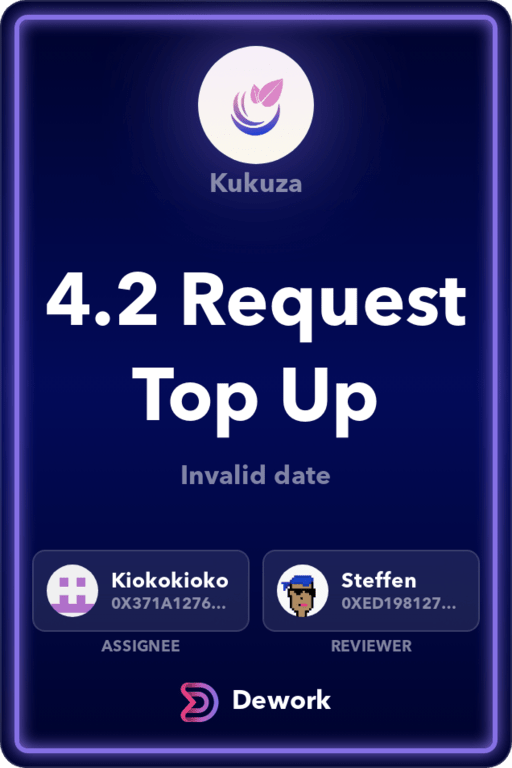 Kukuza
4.2 Request
Top Up
Invalid date
Kiokokioko
0X371A1276...
ASSIGNEE
Steffen
0XED198127...
REVIEWER
Dework